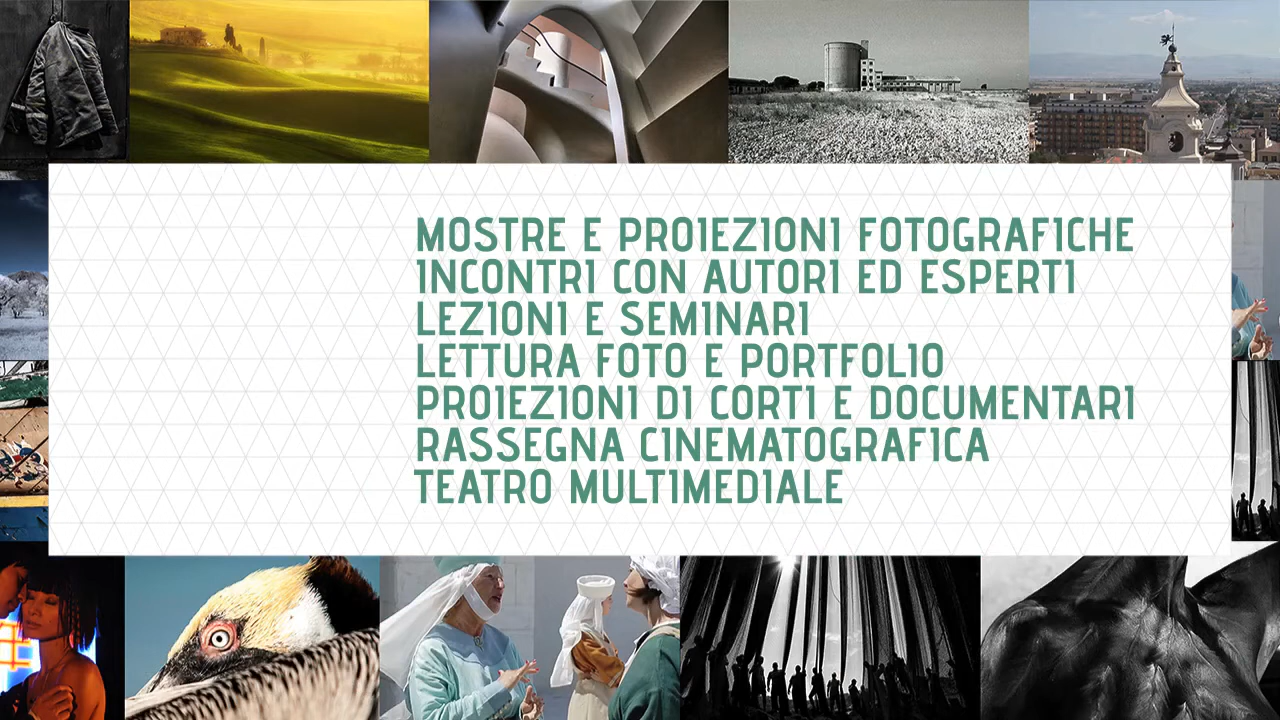 MOSTRE E PROIEZIONI FOTOGRAFICHE
INCONTRI CON AUTORI ED ESPERTI
LEZIONI E SEMINARI
LETTURA FOTO E PORTFOLIO
PROIEZIONI DI CORTI E DOCUMENTARI
RASSEGNA CINEMATOGRAFICA
TEATRO MULTIMEDIALE